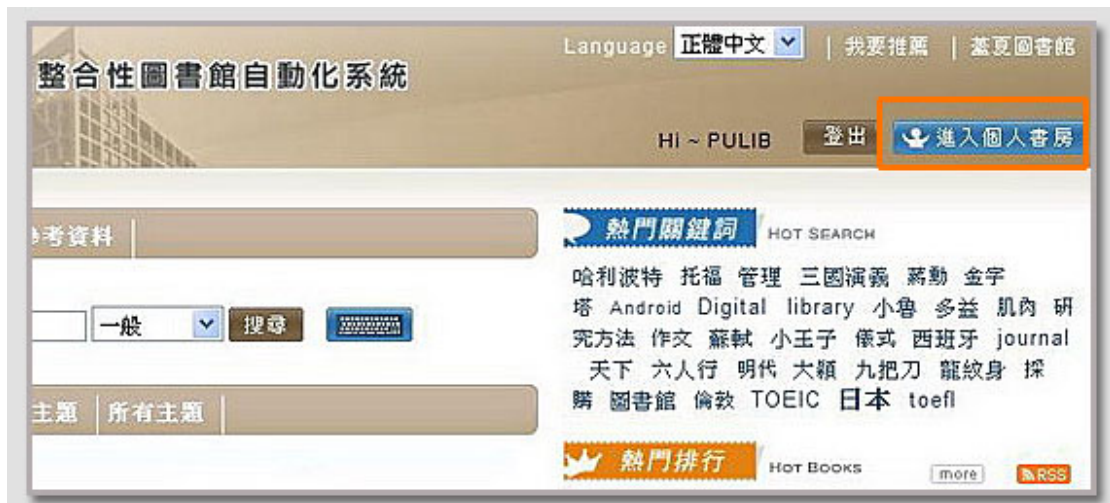 Language 正體中文 | 我要推薦 | 蓋夏圖書館
整合性圖書館自動化系統
Hi ~ PULIB 登出 進入個人書房
考資料
熱門關鍵詞 HOT SEARCH
哈利波特 托福 管理 三國演義 蔣勳 金字
塔 Android Digital library 小魯 多益 肌肉 研
一般 搜尋
究方法 作文 蘇軾 小王子 儀式 西班牙 journal
天下 六人行 明代 大穎 九把刀 龍紋身 採
主題 所有主題
購 圖書館 倫敦 TOEIC 日本 toefl
熱門排行 HOT BOOKS more RSS